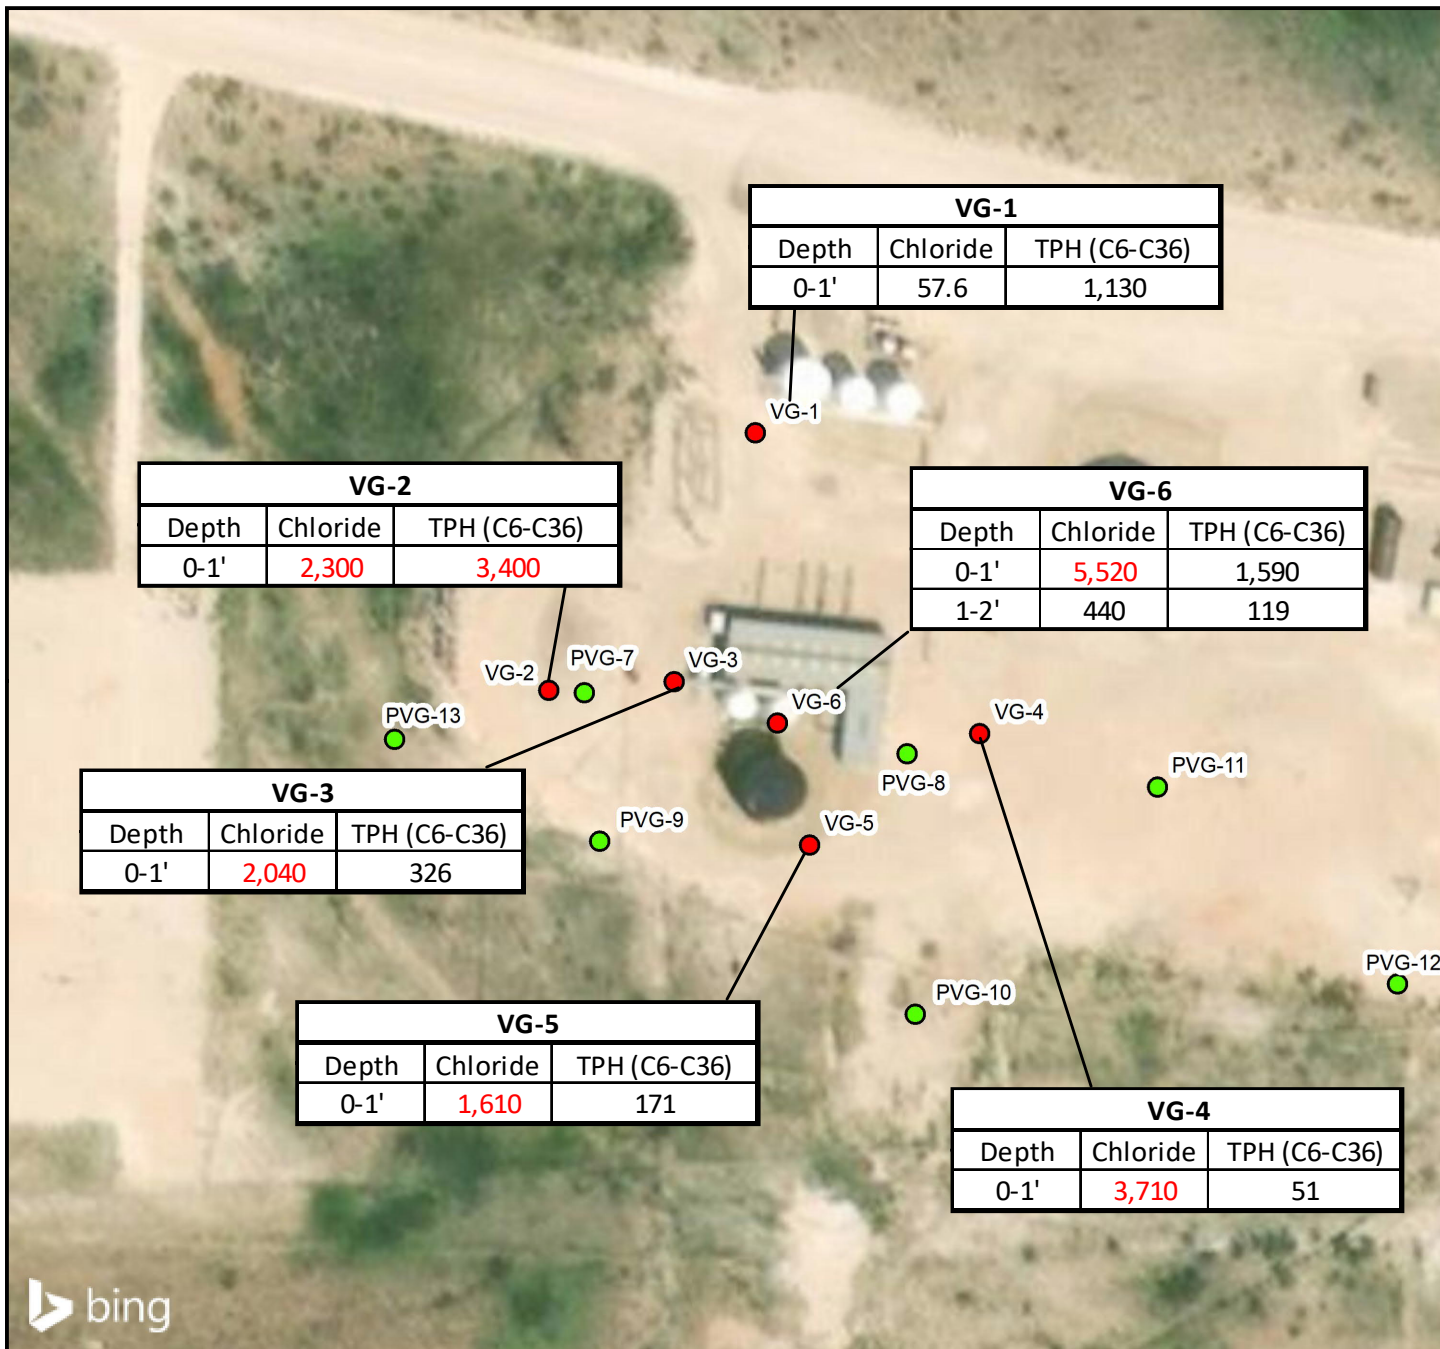 VG-1
Depth Chloride TPH (C6-C36)
0-1' 57.6 1,130
VG-1
VG-2
Depth Chloride TPH (C6-C36)
0-1' 2,300 3,400
VG-6
Depth Chloride TPH (C6-C36)
0-1' 5,520 1,590
1-2' 440 119
VG-2
PVG-7
VG-3
VG-6
VG-4
PVG-13
PVG-8
PVG-11
VG-3
Depth Chloride TPH (C6-C36)
0-1' 2,040 326
PVG-9
VG-5
PVG-12
PVG-10
VG-5
Depth Chloride TPH (C6-C36)
0-1' 1,610 171
VG-4
Depth Chloride TPH (C6-C36)
0-1' 3,710 51
bing